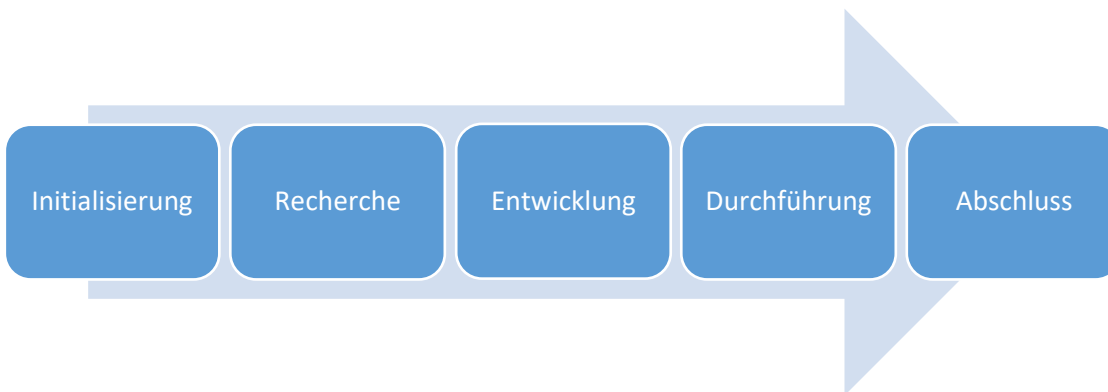 Initialisierung
Recherche
Entwicklung
Durchführung
Abschluss